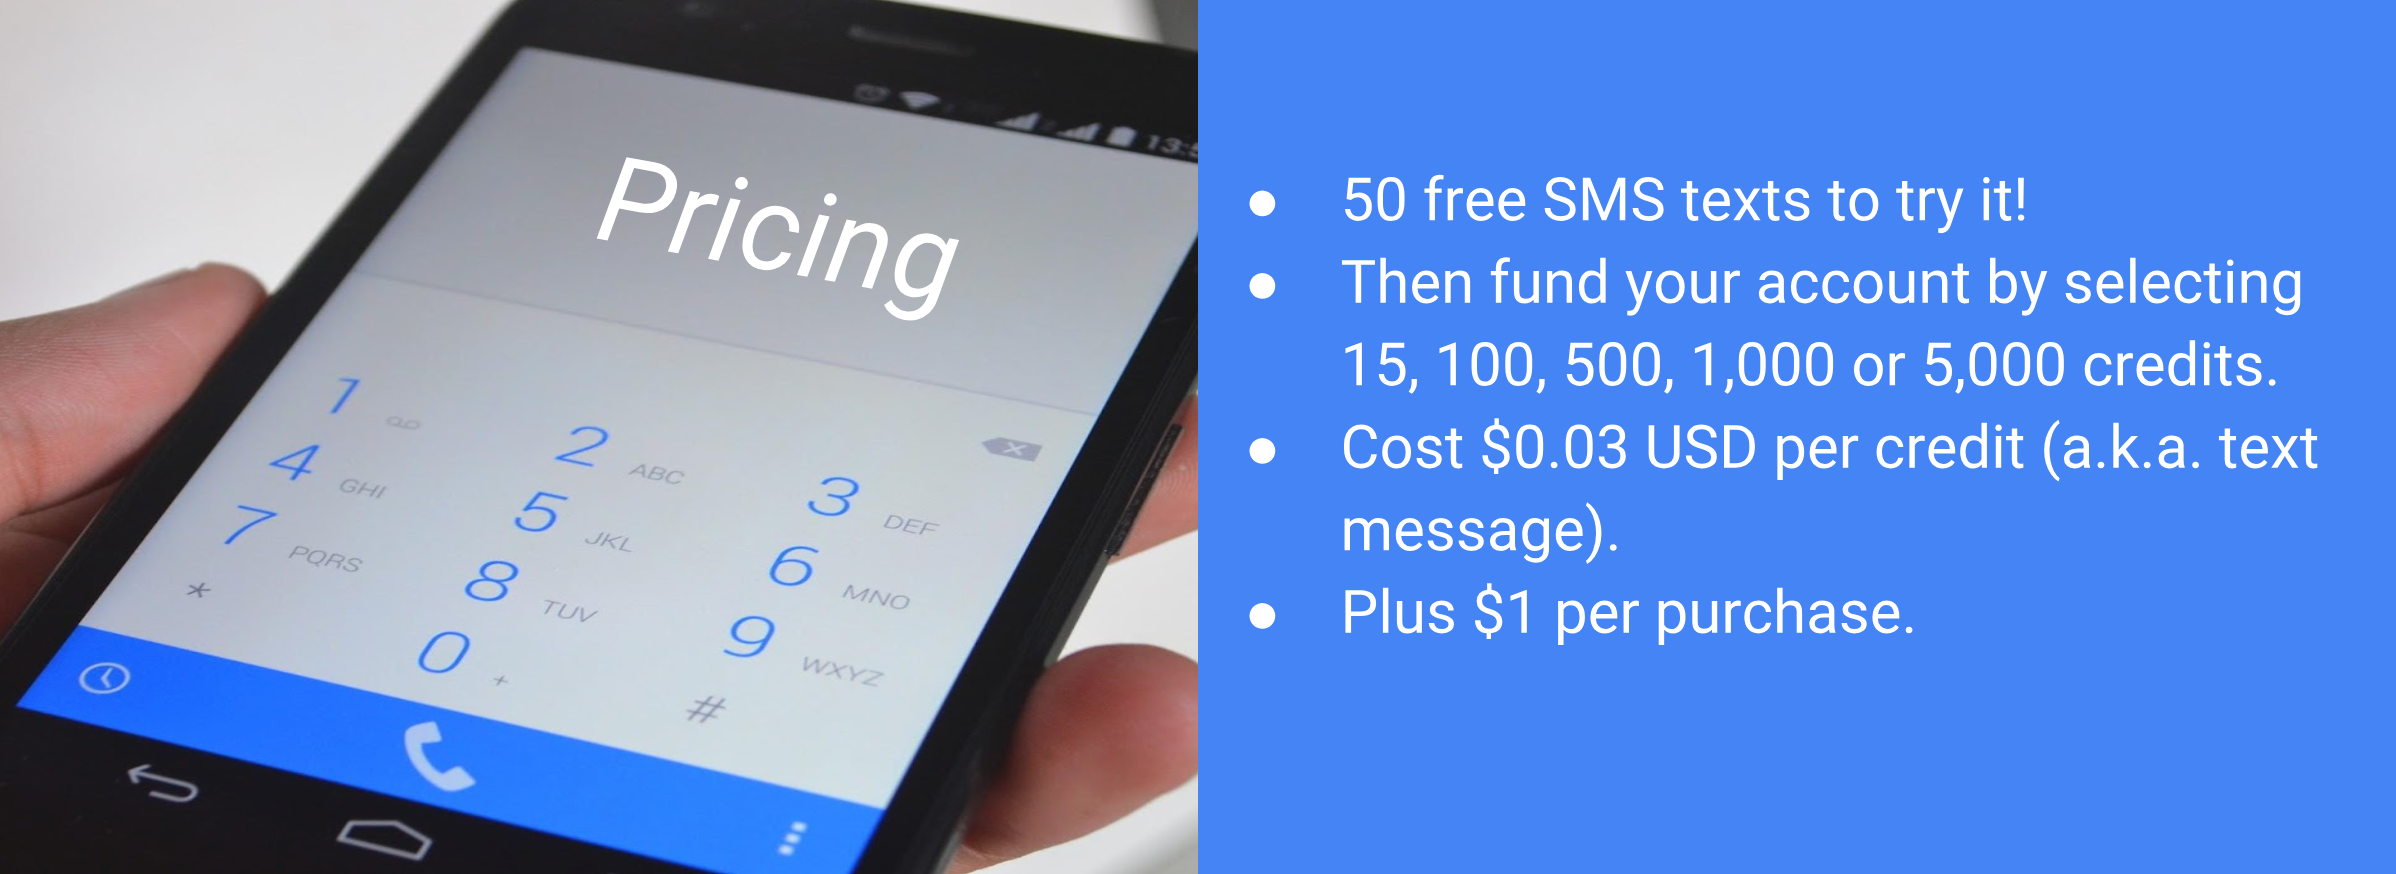 13:5
Pricing
1
2 ABC
3 DEF
4 GHI
5 JKL
6 MNO
7 PQRS
8 TUV
9 WXYZ
*
0 +
#
● 50 free SMS texts to try it!
● Then fund your account by selecting
15, 100, 500, 1,000 or 5,000 credits.
● Cost $0.03 USD per credit (a.k.a. text
message).
● Plus $1 per purchase.